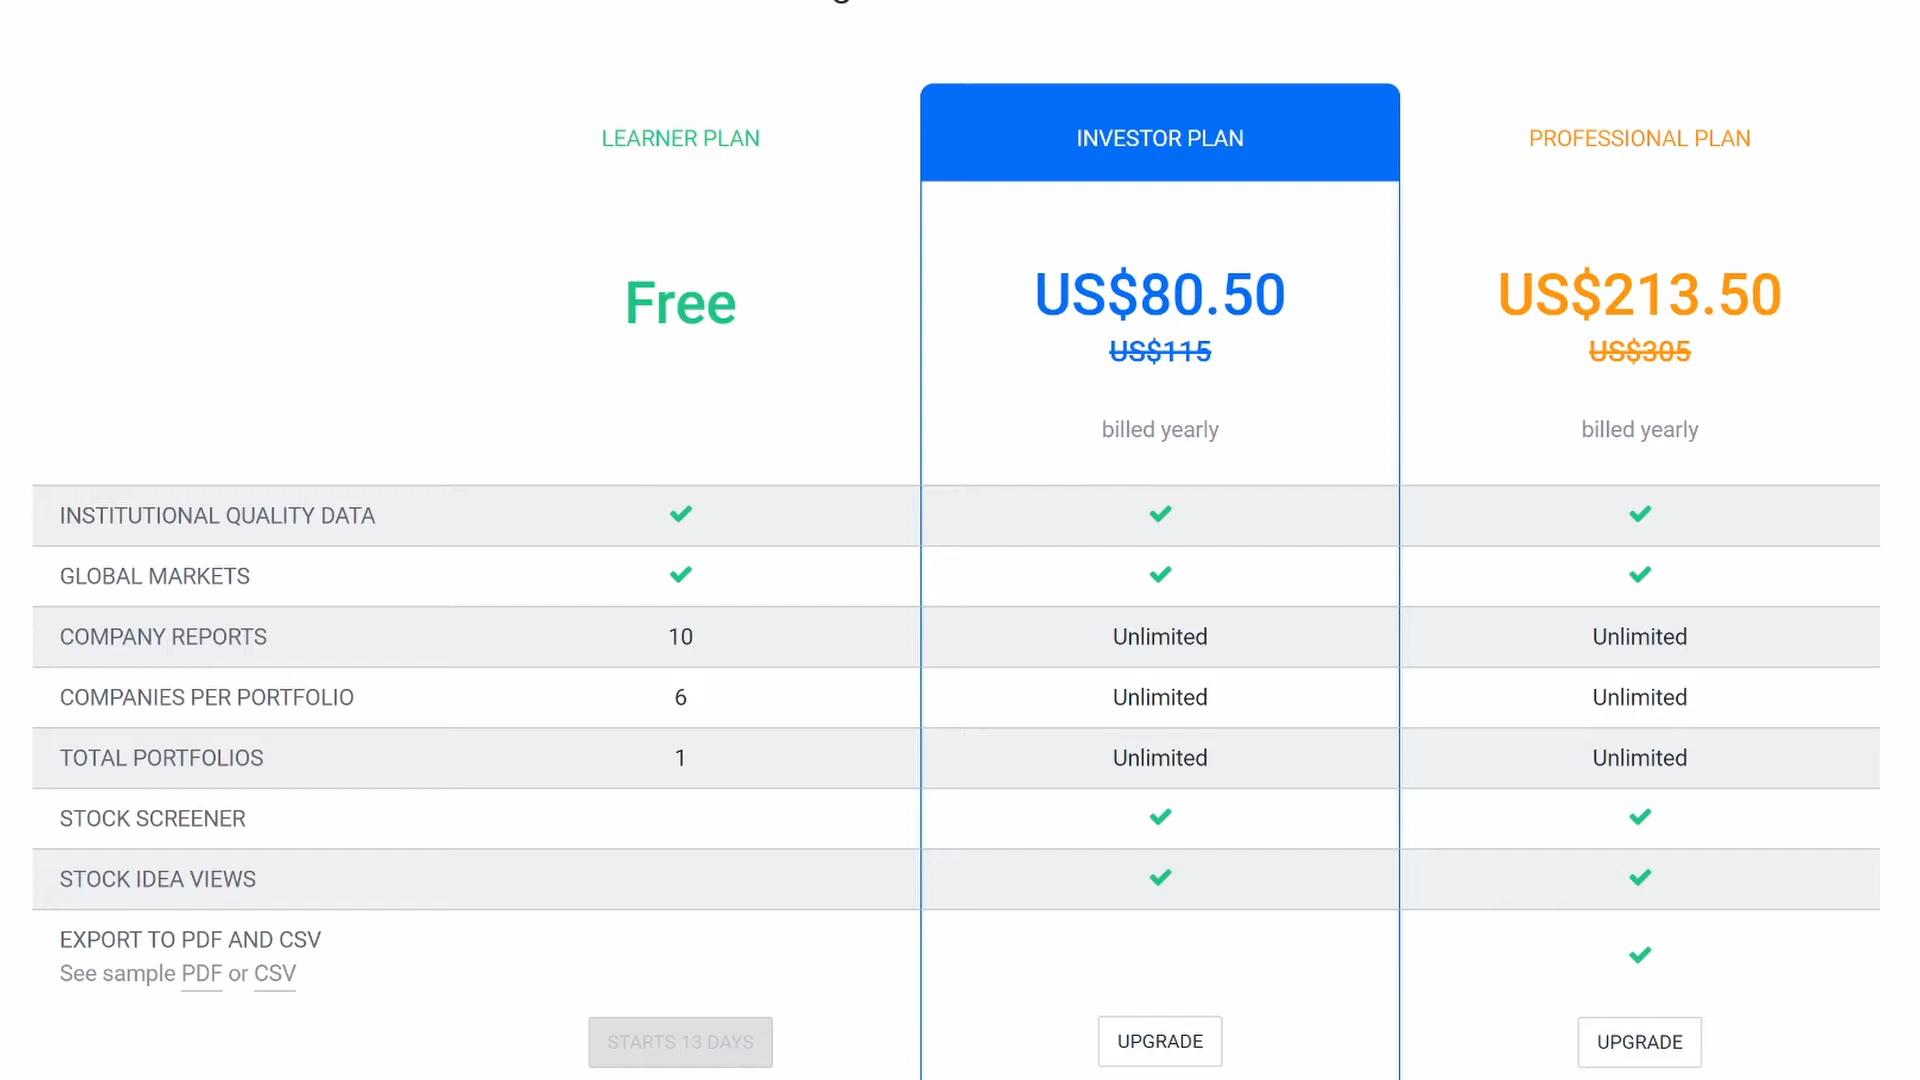 LEARNER PLAN INVESTOR PLAN PROFESSIONAL PLAN
Free US$80.50 US$213.50
US$115 US$305
billed yearly billed yearly
INSTITUTIONAL QUALITY DATA
GLOBAL MARKETS
COMPANY REPORTS 10 Unlimited Unlimited
COMPANIES PER PORTFOLIO 6 Unlimited Unlimited
TOTAL PORTFOLIOS 1 Unlimited Unlimited
STOCK SCREENER
STOCK IDEA VIEWS
EXPORT TO PDF AND CSV
See sample PDF or CSV
STARTS 13 DAYS UPGRADE UPGRADE